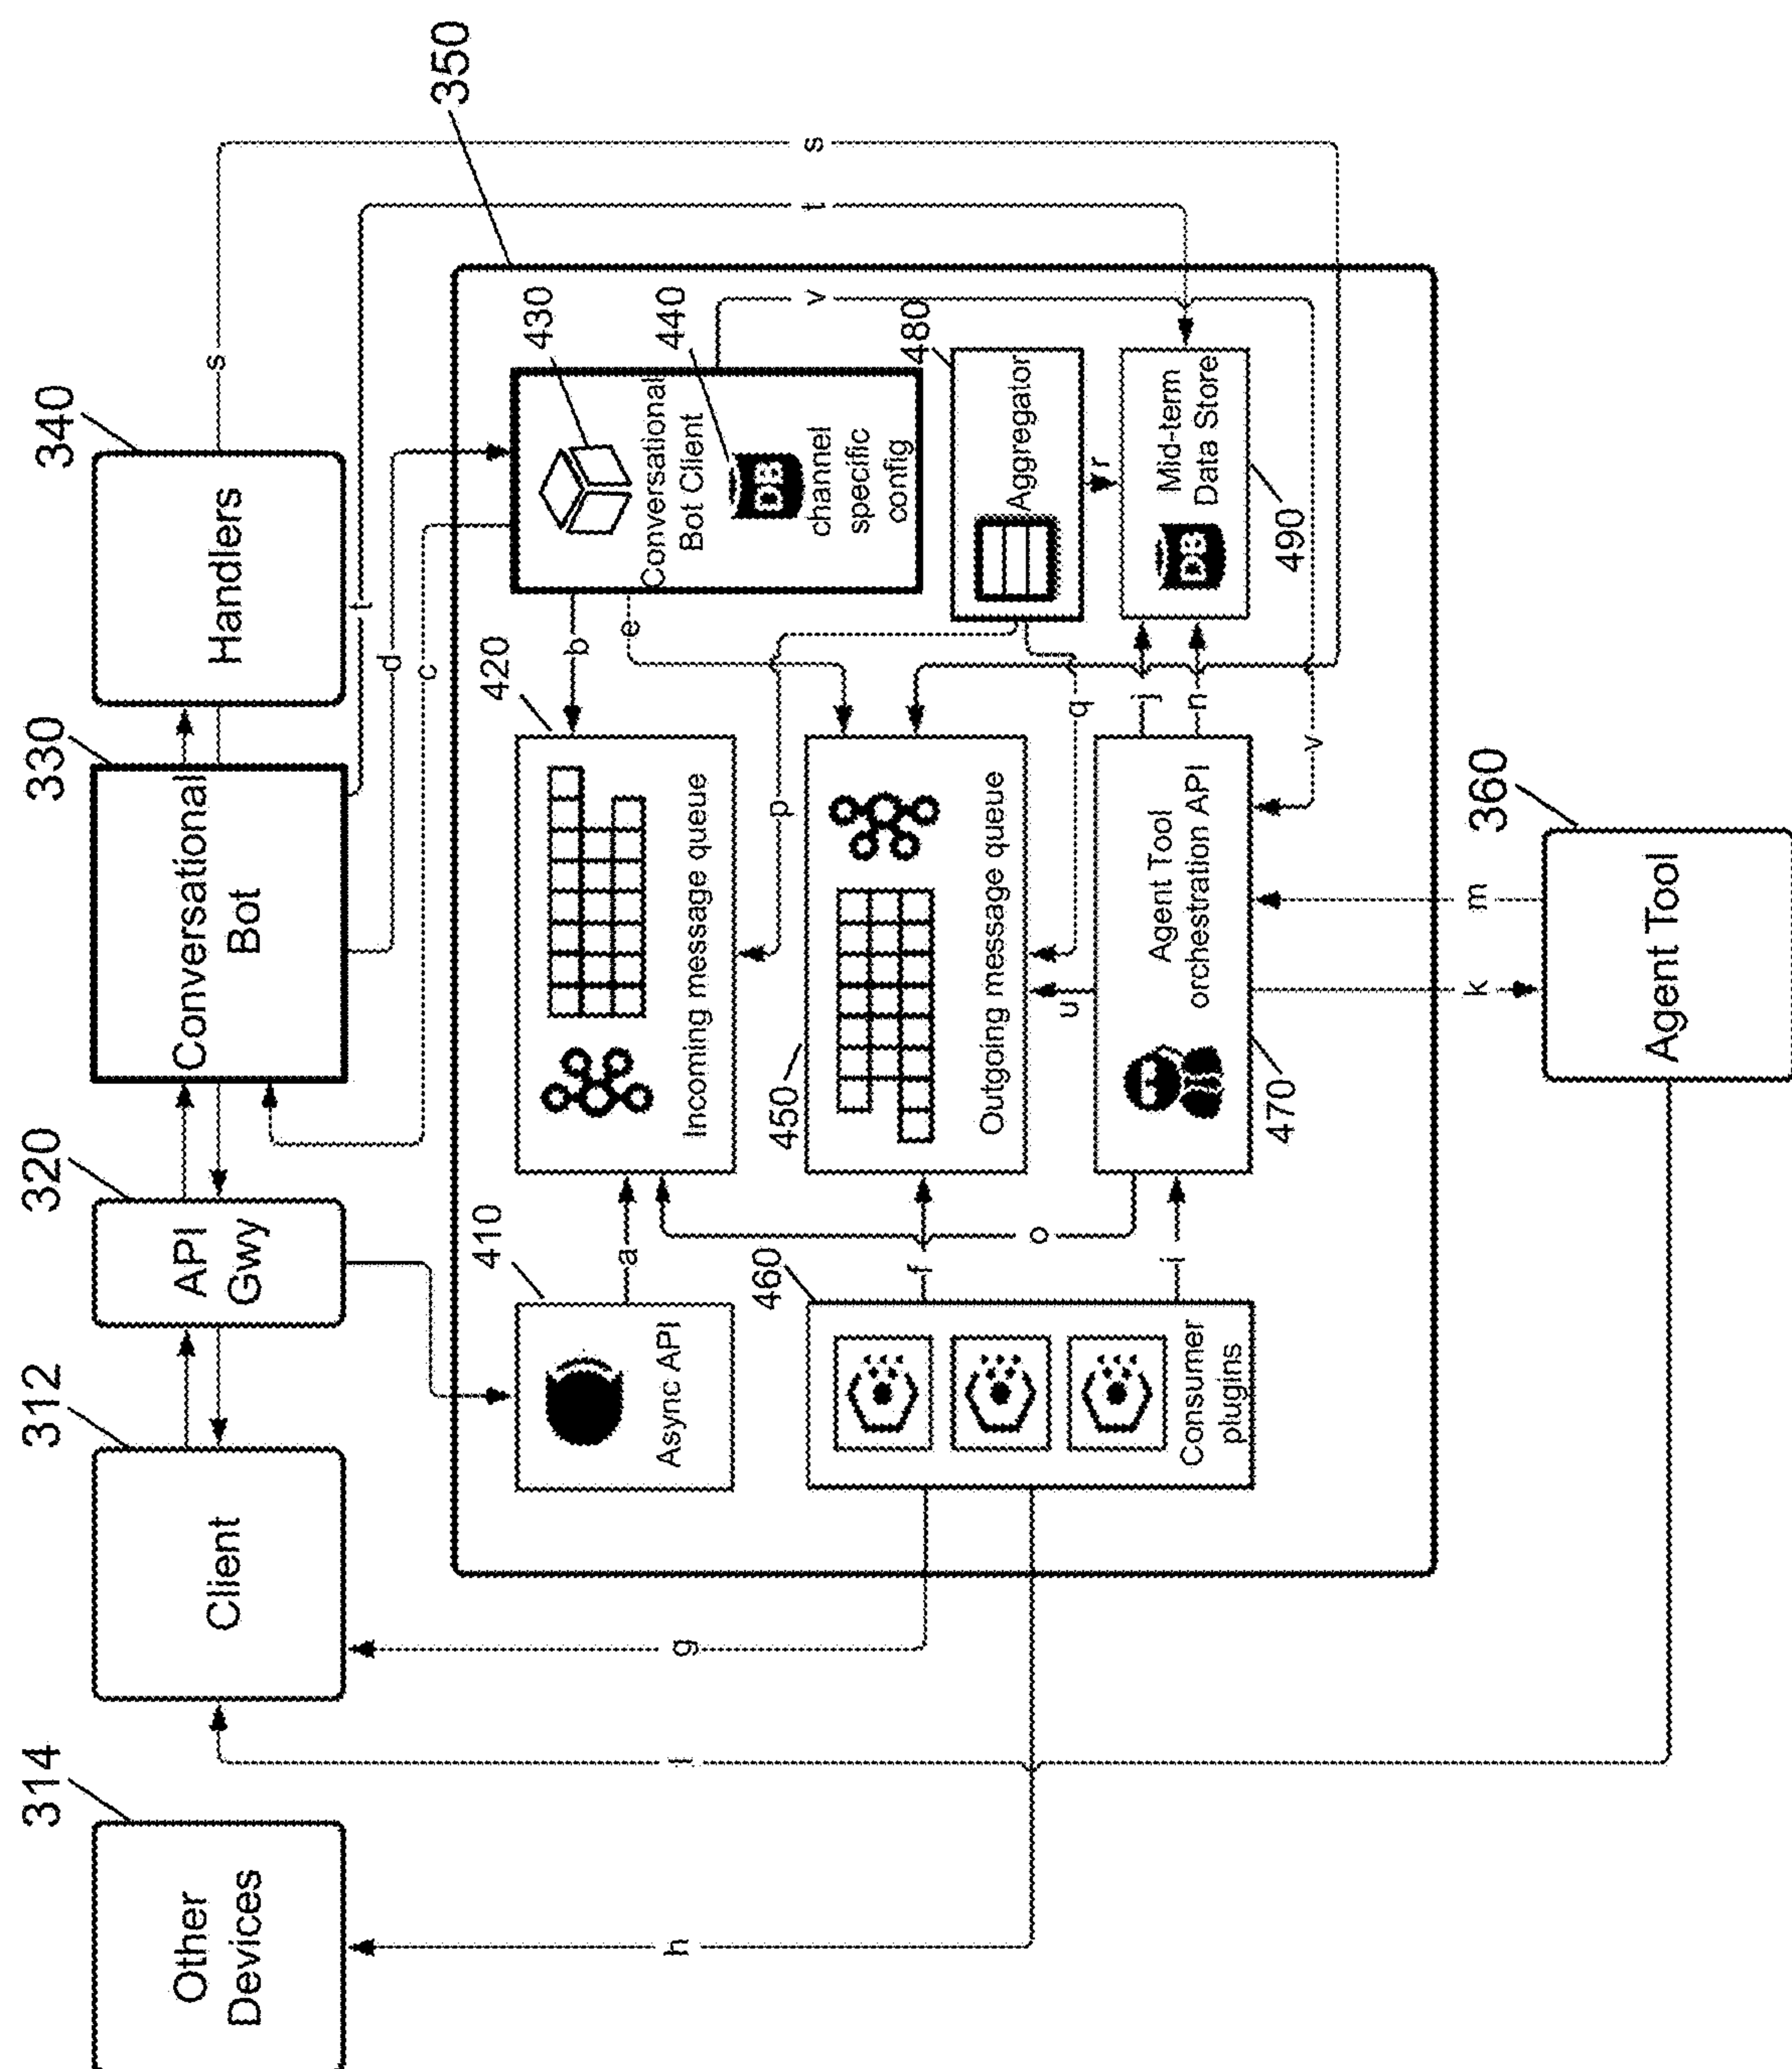 314
312
320
330
340
Other
Devices
Client
API
Gwy
Conversational
Bot
Handlers
s
t
d
c
350
410
420
430
a
b
Async API
Incoming message queue
Conversational
Bot Client
e
440
channel
specific
config
l
g
h
460
450
p
s
t
v
480
f
Outgoing message queue
Aggregator
o
u
q
r
i
j
n
Consumer
plugins
Agent Tool
orchestration API
Mid-term
Data Store
470
490
v
k
m
360
Agent Tool